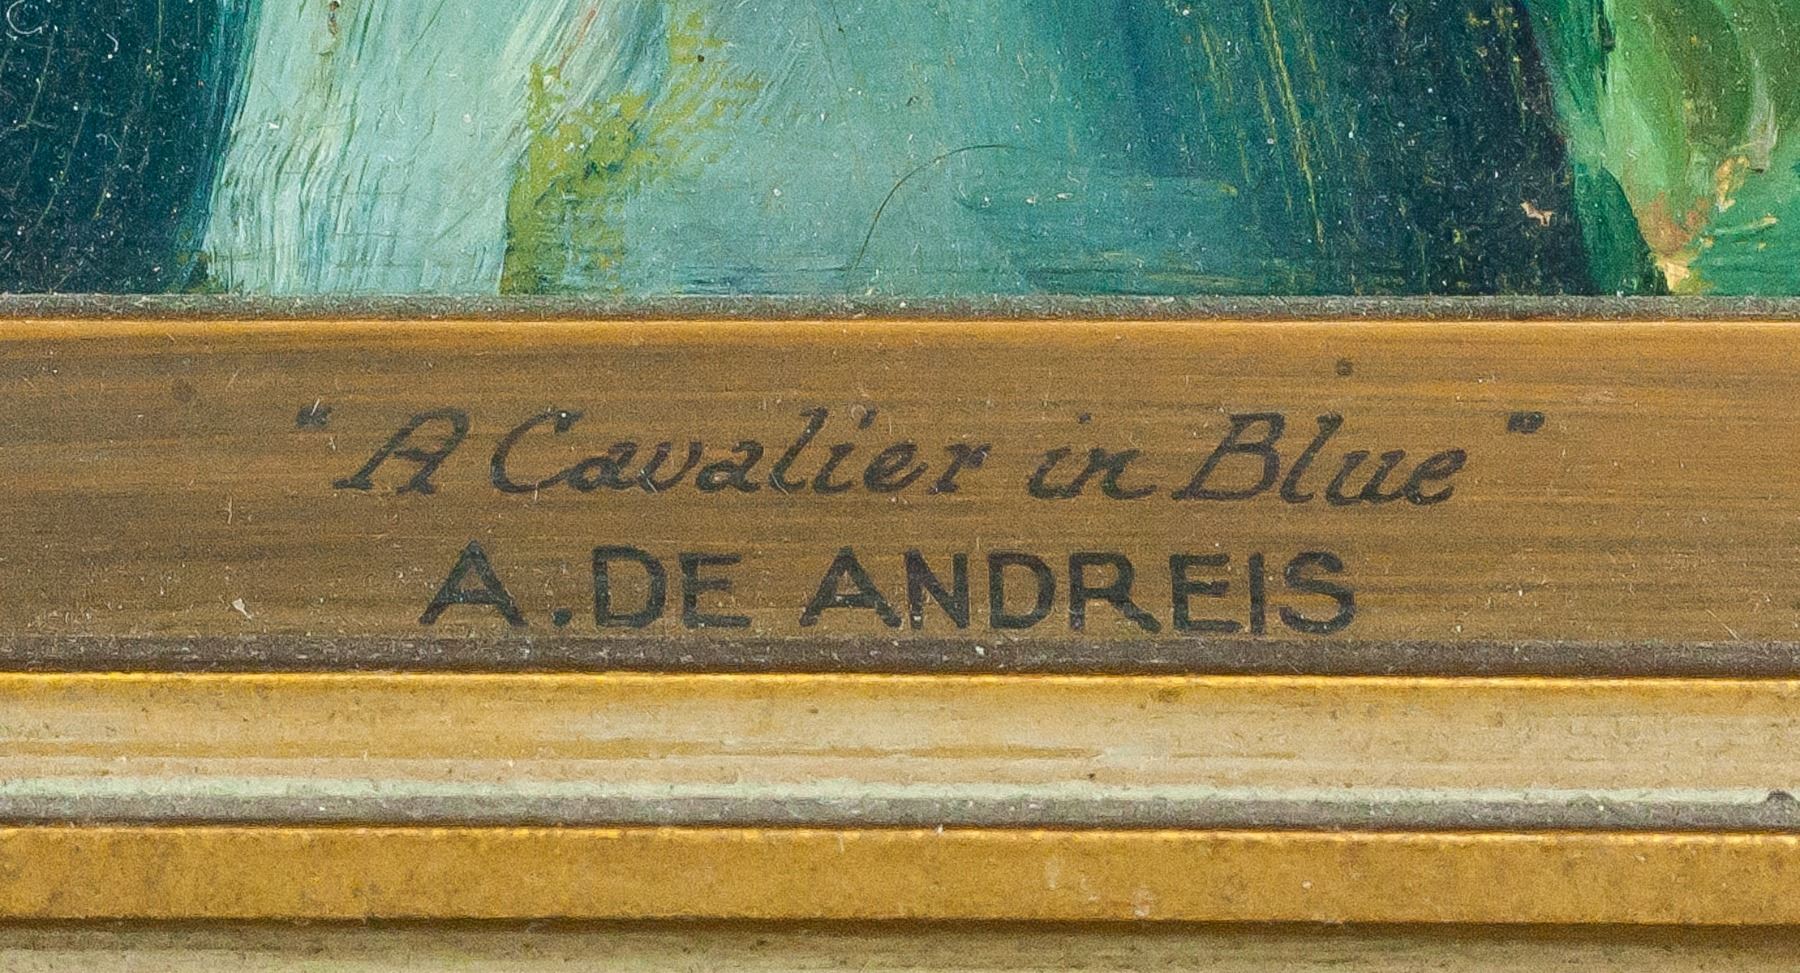 "A Cavalier in Blue"
A. DE ANDREIS